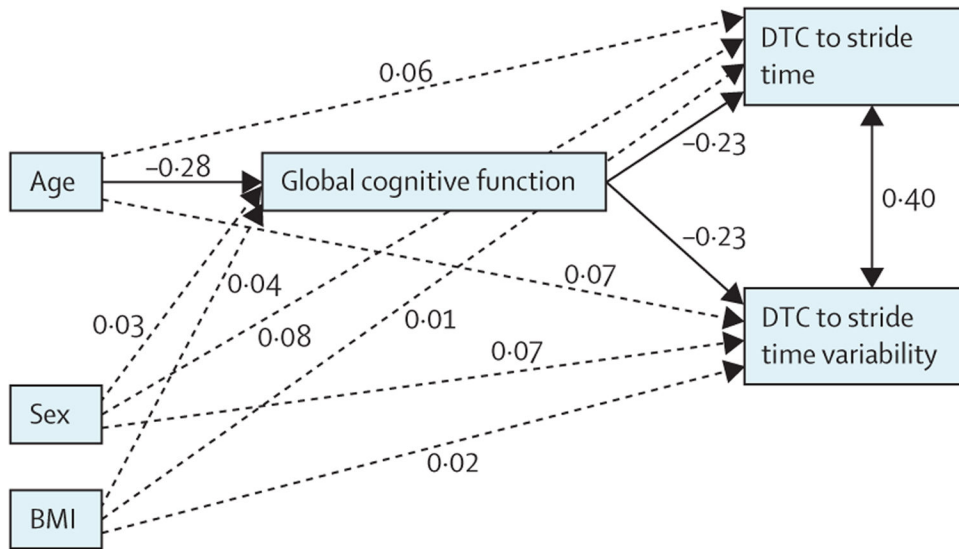 DTC to stride
time
0·06
–0·23
Age
–0·28
Global cognitive function
0·40
–0·23
0·07
0·04
0·03
0·08
0·01
DTC to stride
time variability
0·07
Sex
0·02
BMI